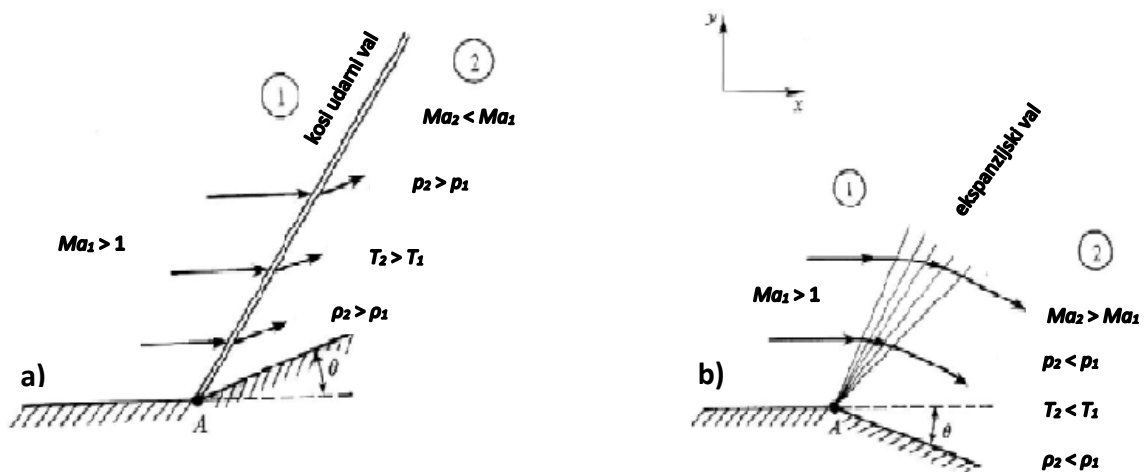 1
kosi udarni val
2
Ma₂ < Ma₁
p₂ > p₁
Ma₁ > 1
T₂ > T₁
ρ₂ > ρ₁
a)
θ
A
y
x
1
ekspanzijski val
2
Ma₁ > 1
Ma₂ > Ma₁
p₂ < p₁
b)
T₂ < T₁
A
θ
ρ₂ < ρ₁